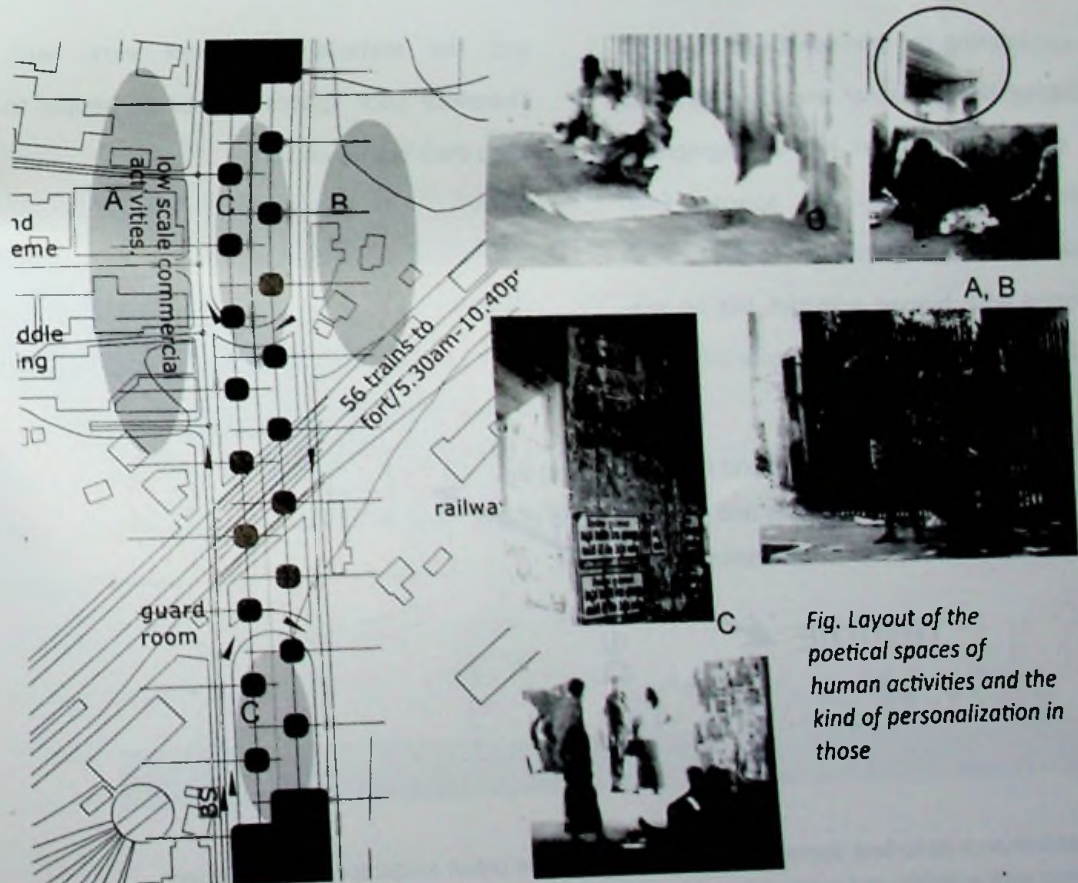 A
low scale commercial
activities.
C
B
nd
eme
ddle
ing
56 trains to
fort/5.30am-10.40p
railwa
guard
room
C
BS
A, B
C
Fig. Layout of the
poetical spaces of
human activities and the
kind of personalization in
those